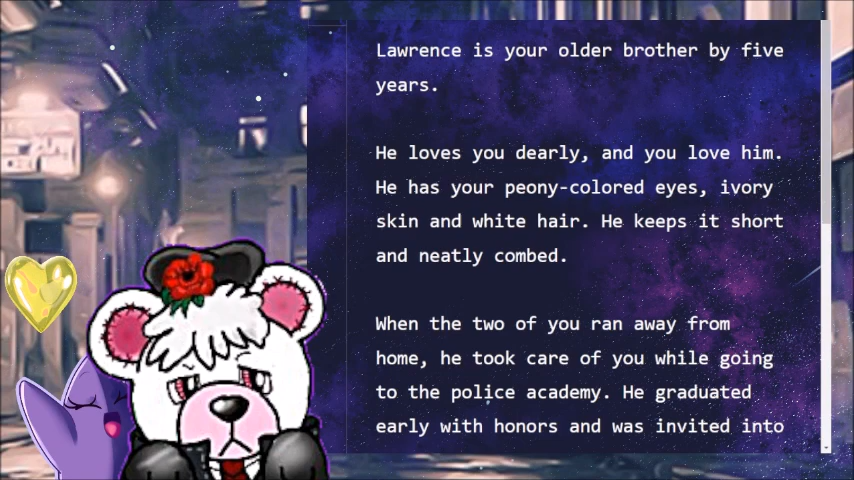 Lawrence is your older brother by five
years.
He loves you dearly, and you love him.
He has your peony-colored eyes, ivory
skin and white hair. He keeps it short
and neatly combed.
When the two of you ran away from
home, he took care of you while going
to the police academy. He graduated
early with honors and was invited into